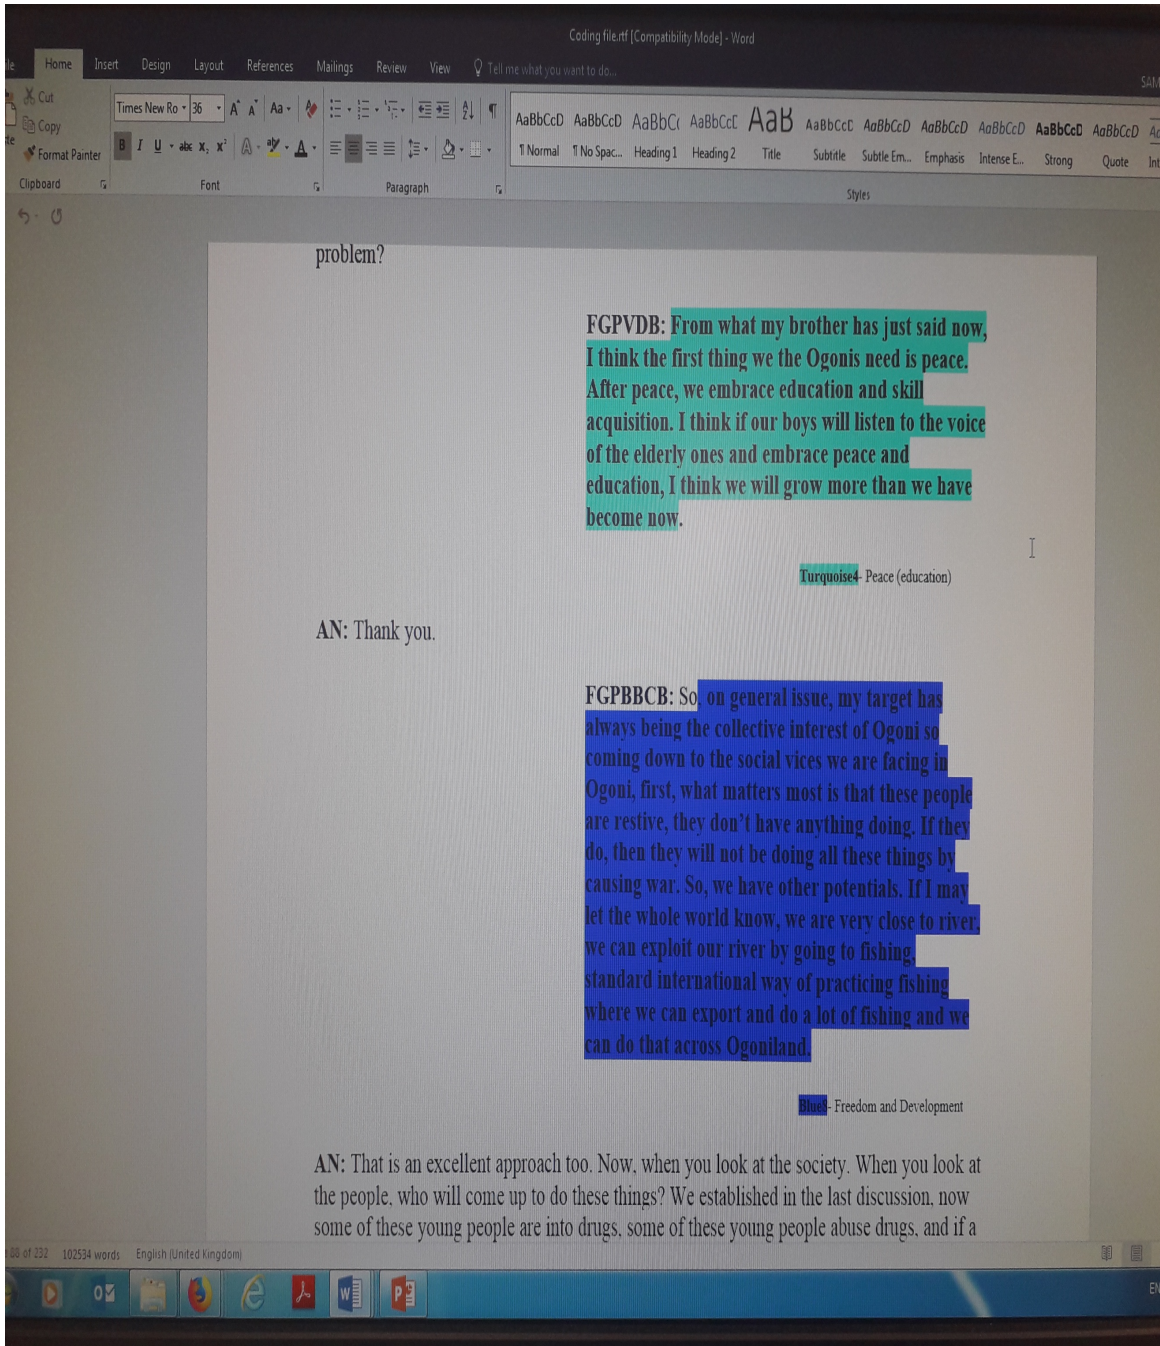 Coding file.rtf [Compatibility Mode] - Word
Home Insert Design Layout References Mailings Review View Tell me what you want to do...
SAM
Cut
Copy
Format Painter
Clipboard
Times New Ro 36
Font
Paragraph
AaBbCcD AaBbCcD AaBbC( AaBbCcD AaB AaBbCcD AaBbCcD AaBbCcD AaBbCcD AaBbCcD AaBbCcD
¶ Normal ¶ No Spac... Heading 1 Heading 2 Title Subtitle Subtle Em... Emphasis Intense E... Strong Quote Int
Styles
problem?
FGPVDB: From what my brother has just said now,
I think the first thing we the Ogonis need is peace.
After peace, we embrace education and skill
acquisition. I think if our boys will listen to the voice
of the elderly ones and embrace peace and
education, I think we will grow more than we have
become now.
Turquoise4- Peace (education)
AN: Thank you.
FGPBBCB: So, on general issue, my target has
always being the collective interest of Ogoni so
coming down to the social vices we are facing in
Ogoni, first, what matters most is that these people
are restive, they don't have anything doing. If they
do, then they will not be doing all these things by
causing war. So, we have other potentials. If I may
let the whole world know, we are very close to river,
we can exploit our river by going to fishing,
standard international way of practicing fishing
where we can export and do a lot of fishing and we
can do that across Ogoniland.
Blue8- Freedom and Development
AN: That is an excellent approach too. Now, when you look at the society. When you look at
the people, who will come up to do these things? We established in the last discussion, now
some of these young people are into drugs, some of these young people abuse drugs, and if a
88 of 232 102534 words English (United Kingdom)
EN